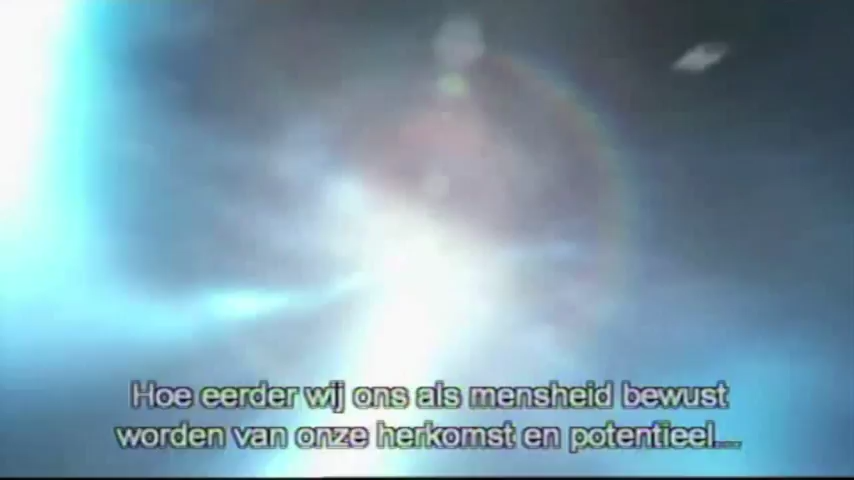 Hoe eerder wij ons als mensheid bewust
worden van onze herkomst en potentieel...